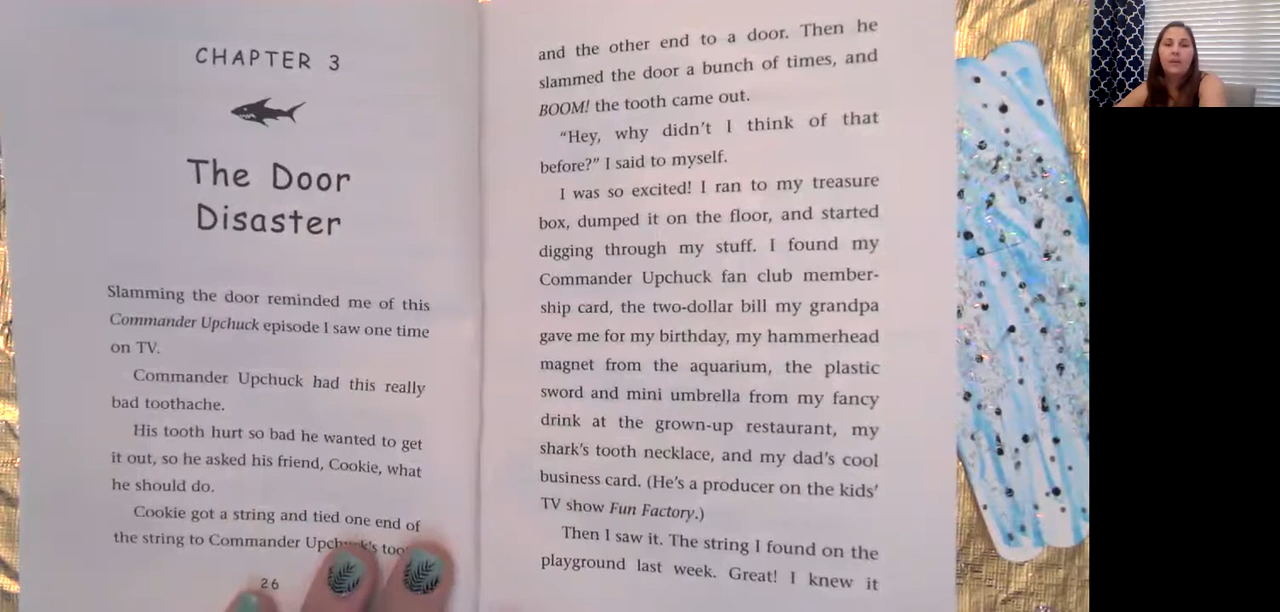 CHAPTER 3
The Door
Disaster
Slamming the door reminded me of this
Commander Upchuck episode I saw one time
on TV.
Commander Upchuck had this really
bad toothache.
His tooth hurt so bad he wanted to get
it out, so he asked his friend, Cookie, what
he should do.
Cookie got a string and tied one end of
the string to Commander
26
and the other end to a door. Then he
slammed the door a bunch of times, and
BOOM! the tooth came out.
“Hey, why didn’t I think of that
before?” I said to myself.
I was so excited! I ran to my treasure
box, dumped it on the floor, and started
digging through my stuff. I found my
Commander Upchuck fan club member-
ship card, the two-dollar bill my grandpa
gave me for my birthday, my hammerhead
magnet from the aquarium, the plastic
sword and mini umbrella from my fancy
drink at the grown-up restaurant, my
shark’s tooth necklace, and my dad’s cool
business card. (He’s a producer on the kids’
TV show Fun Factory.)
Then I saw it. The string I found on the
playground last week. Great! I knew it